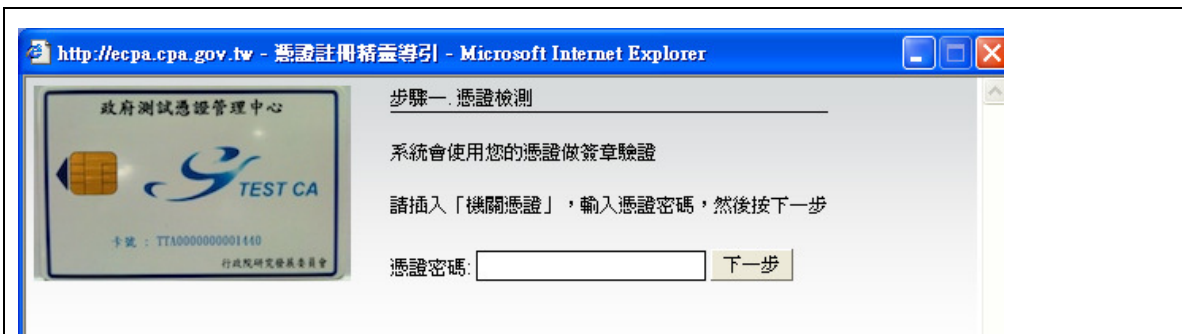 http://ecpa.cpa.gov.tw - 憑證註冊精靈導引 - Microsoft Internet Explorer
政府測試憑證管理中心
TEST CA
卡號 : TTA0000000001440
行政院研究發展委員會
步驟一. 憑證檢測
系統會使用您的憑證做簽章驗證
請插入「機關憑證」，輸入憑證密碼，然後按下一步
憑證密碼: 下一步